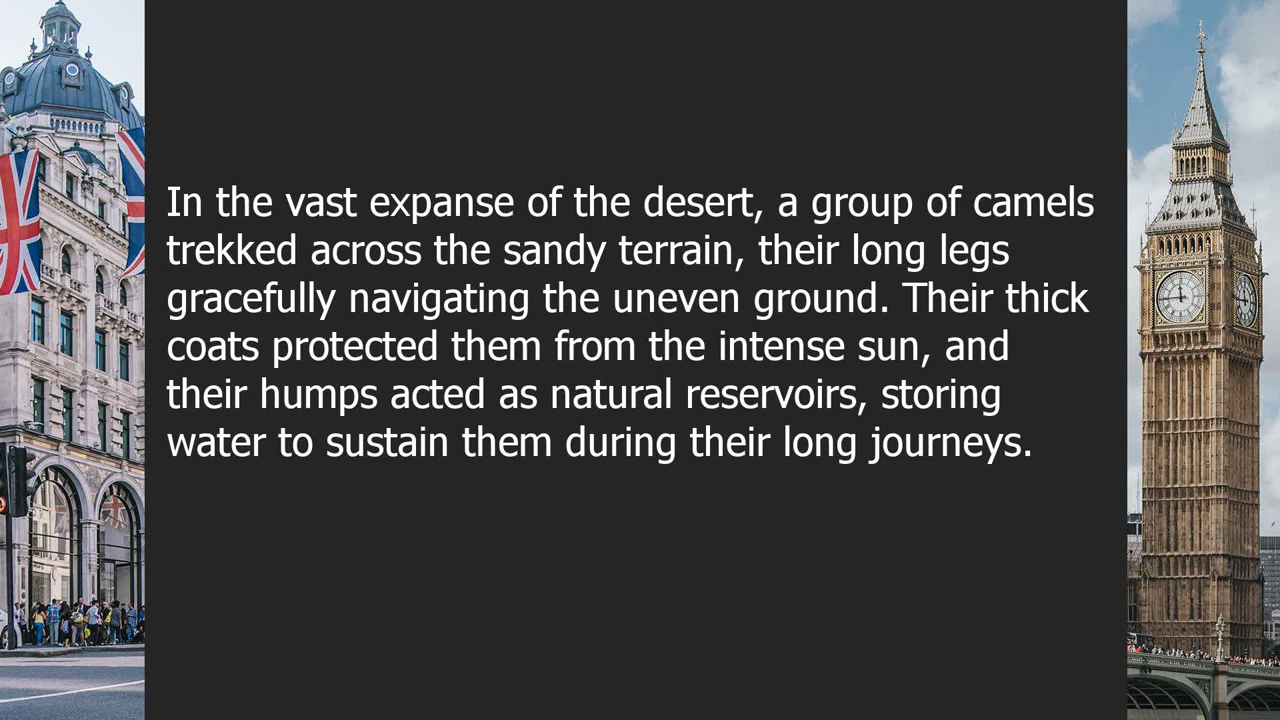 In the vast expanse of the desert, a group of camels
trekked across the sandy terrain, their long legs
gracefully navigating the uneven ground. Their thick
coats protected them from the intense sun, and
their humps acted as natural reservoirs, storing
water to sustain them during their long journeys.